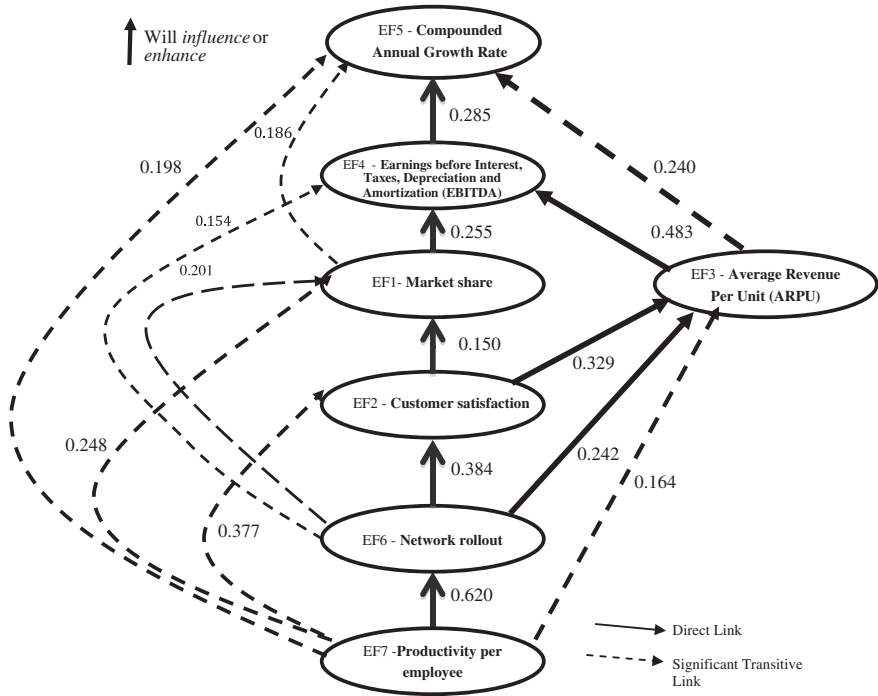 Will influence or
enhance
EF5 - Compounded
Annual Growth Rate
0.285
0.186
0.198
0.240
EF4 - Earnings before Interest,
Taxes, Depreciation and
Amortization (EBITDA)
0.154
0.255
0.483
0.201
EF1- Market share
EF3 - Average Revenue
Per Unit (ARPU)
0.150
0.329
EF2 - Customer satisfaction
0.248
0.384
0.242
0.164
0.377
EF6 - Network rollout
0.620
EF7 -Productivity per
employee
Direct Link
Significant Transitive
Link